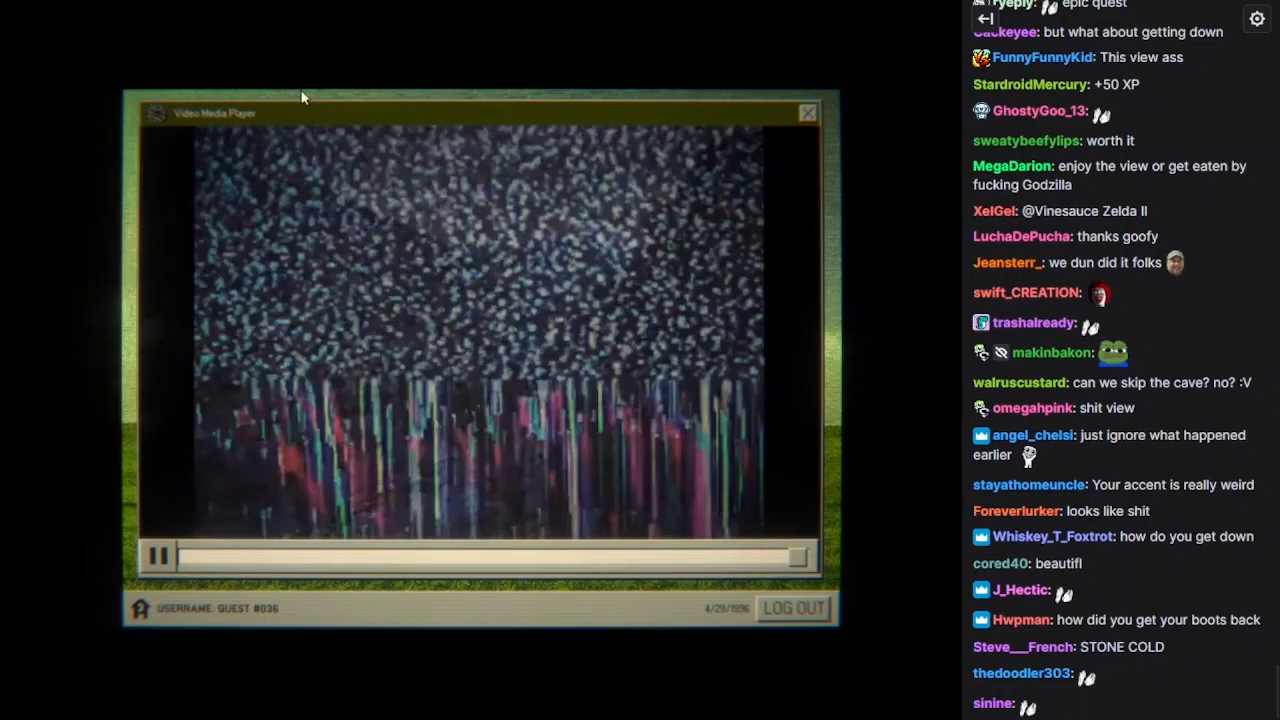 Video Media Player
USERNAME: GUEST #036
4/29/1996
LOG OUT
ryeply: epic quest
Cackeyee: but what about getting down
FunnyFunnyKid: This view ass
StardroidMercury: +50 XP
GhostyGoo_13:
sweatybeefylips: worth it
MegaDarion: enjoy the view or get eaten by
fucking Godzilla
XelGel: @Vinesauce Zelda II
LuchaDePucha: thanks goofy
Jeansterr_: we dun did it folks
swift_CREATION:
trashalready:
makinbakon:
walruscustard: can we skip the cave? no? :V
omegahpink: shit view
angel_chelsi: just ignore what happened
earlier
stayathomeuncle: Your accent is really weird
Foreverlurker: looks like shit
Whiskey_T_Foxtrot: how do you get down
cored40: beautifl
J_Hectic:
Hwpman: how did you get your boots back
Steve___French: STONE COLD
thedoodler303:
sinine: